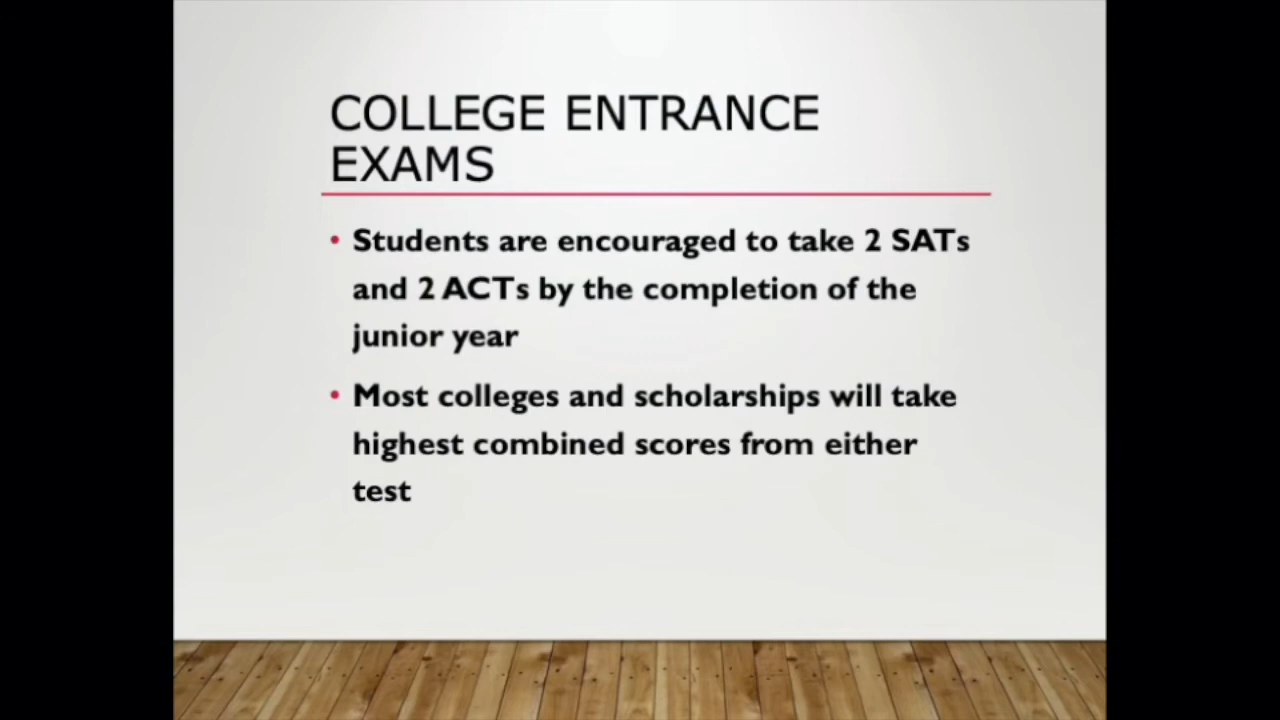 COLLEGE ENTRANCE
EXAMS
• Students are encouraged to take 2 SATs
and 2 ACTs by the completion of the
junior year
• Most colleges and scholarships will take
highest combined scores from either
test